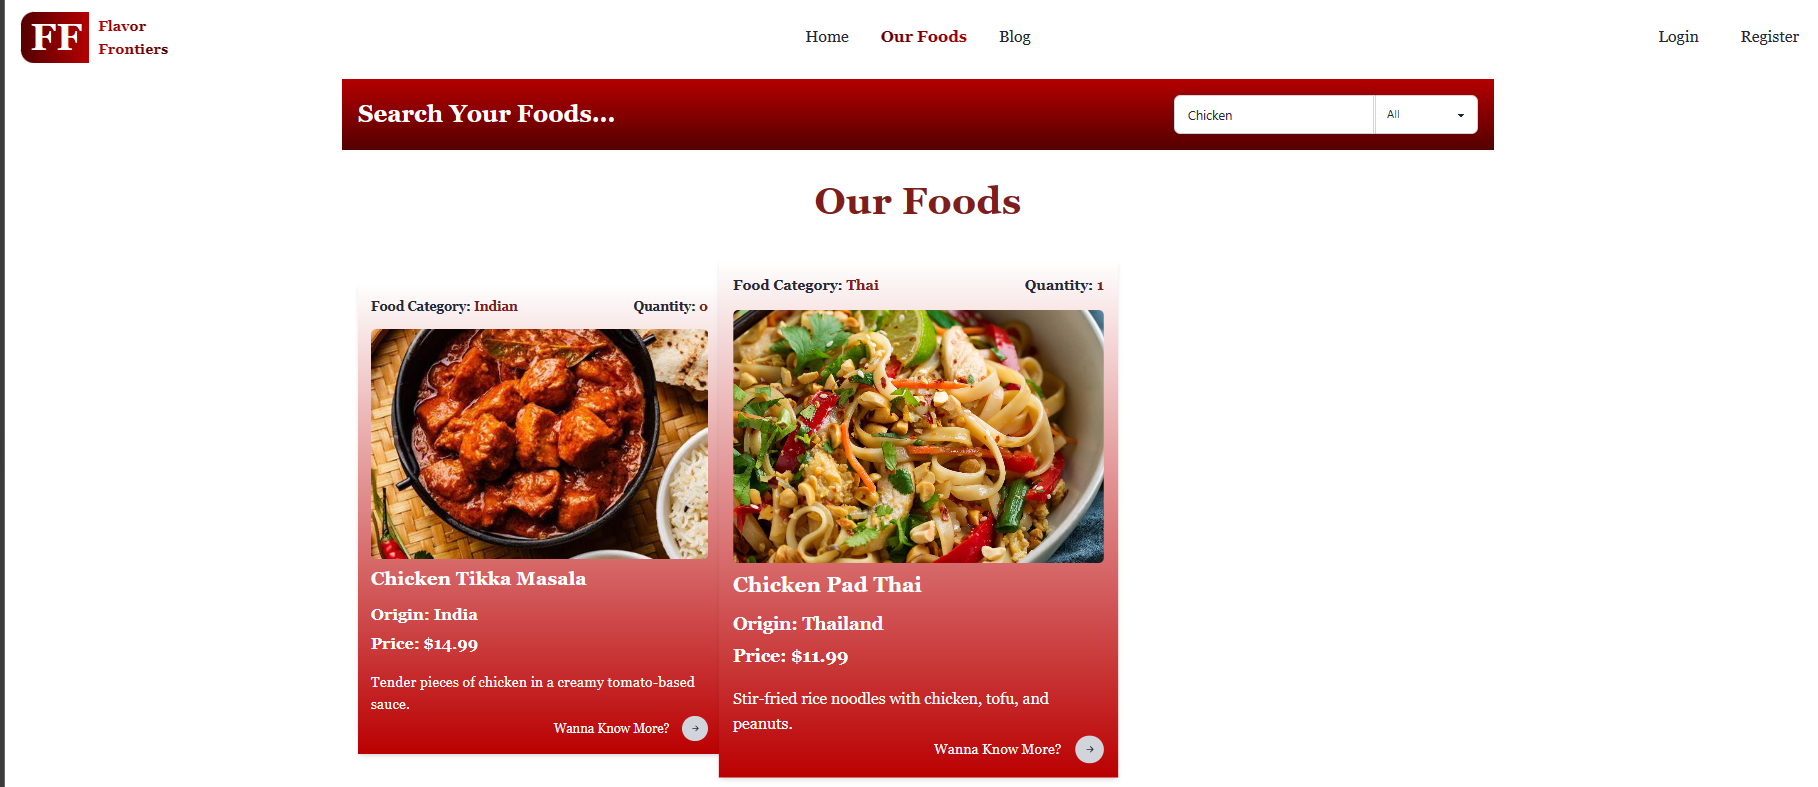 FF
Flavor
Frontiers
Home
Our Foods
Blog
Login
Register
Search Your Foods...
Chicken
All
Our Foods
Food Category: Indian
Quantity: 0
Chicken Tikka Masala
Origin: India
Price: $14.99
Tender pieces of chicken in a creamy tomato-based
sauce.
Wanna Know More?
Food Category: Thai
Quantity: 1
Chicken Pad Thai
Origin: Thailand
Price: $11.99
Stir-fried rice noodles with chicken, tofu, and
peanuts.
Wanna Know More?